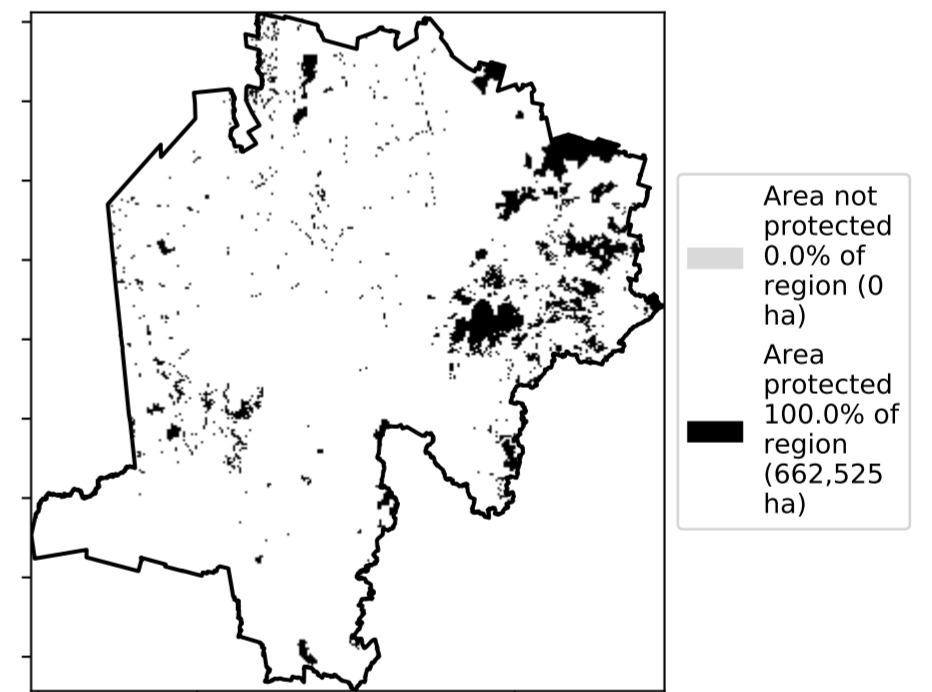 Area not
protected
0.0% of
region (0
ha)
Area
protected
100.0% of
region
(662,525
ha)